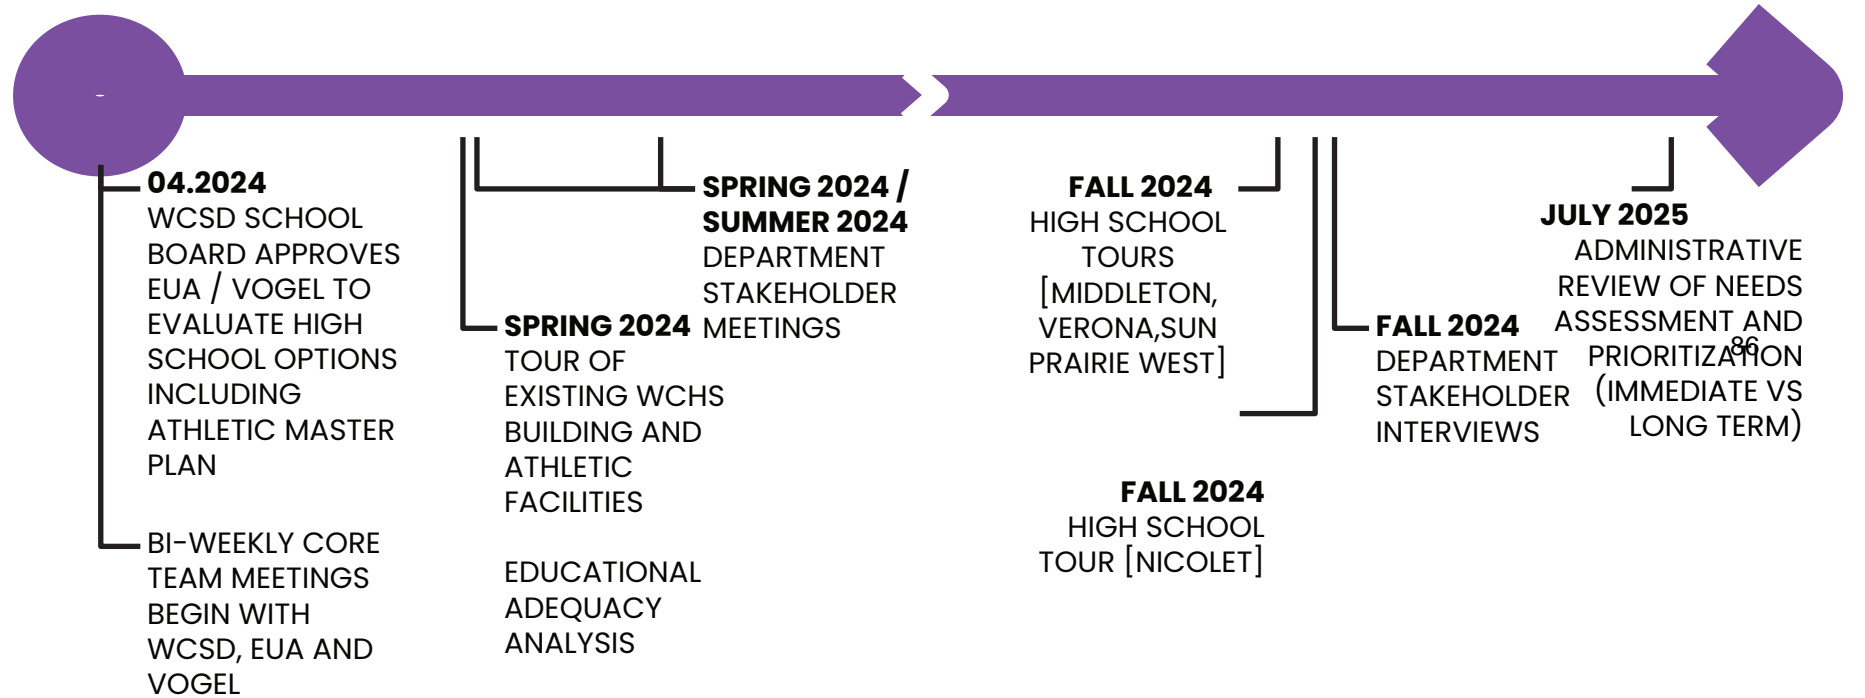 04.2024
WCSD SCHOOL
BOARD APPROVES
EUA / VOGEL TO
EVALUATE HIGH
SCHOOL OPTIONS
INCLUDING
ATHLETIC MASTER
PLAN
BI-WEEKLY CORE
TEAM MEETINGS
BEGIN WITH
WCSD, EUA AND
VOGEL
SPRING 2024
TOUR OF
EXISTING WCHS
BUILDING AND
ATHLETIC
FACILITIES
EDUCATIONAL
ADEQUACY
ANALYSIS
SPRING 2024 /
SUMMER 2024
DEPARTMENT
STAKEHOLDER
MEETINGS
FALL 2024
HIGH SCHOOL
TOURS
[MIDDLETON,
VERONA,SUN
PRAIRIE WEST]
FALL 2024
HIGH SCHOOL
TOUR [NICOLET]
FALL 2024
DEPARTMENT
STAKEHOLDER
INTERVIEWS
JULY 2025
ADMINISTRATIVE
REVIEW OF NEEDS
ASSESSMENT AND
PRIORITIZATION
(IMMEDIATE VS
LONG TERM)
86